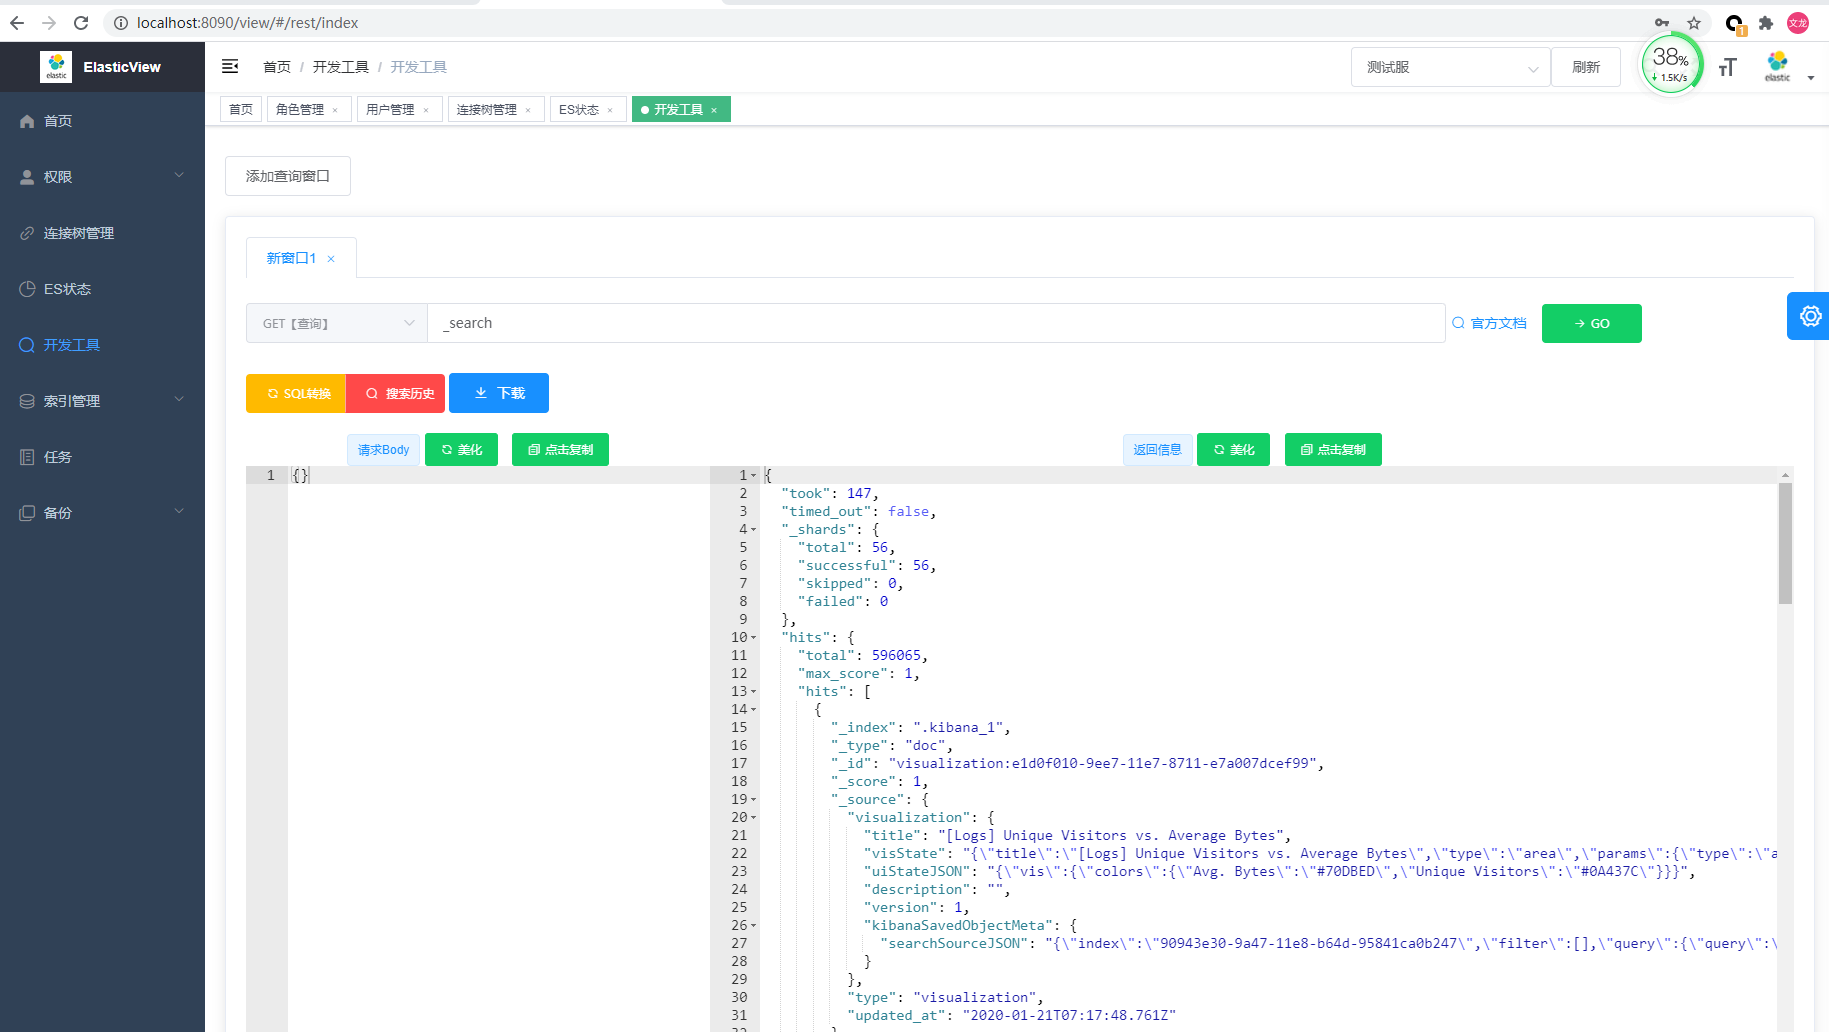 localhost:8090/view/#/rest/index
文龙
1
elastic
ElasticView
首页 / 开发工具 / 开发工具
测试服
刷新
38%
1.5K/s
elastic
首页
角色管理 ×
用户管理 ×
连接树管理 ×
ES状态 ×
开发工具 ×
首页
权限
连接树管理
ES状态
开发工具
索引管理
任务
备份
添加查询窗口
新窗口1 ×
GET【查询】
_search
官方文档
GO
SQL转换
搜索历史
下载
请求Body
美化
点击复制
返回信息
美化
点击复制
1 {}
1 {
2 "took": 147,
3 "timed_out": false,
4 "_shards": {
5 "total": 56,
6 "successful": 56,
7 "skipped": 0,
8 "failed": 0
9 },
10 "hits": {
11 "total": 596065,
12 "max_score": 1,
13 "hits": [
14 {
15 "_index": ".kibana_1",
16 "_type": "doc",
17 "_id": "visualization:e1d0f010-9ee7-11e7-8711-e7a007dcef99",
18 "_score": 1,
19 "_source": {
20 "visualization": {
21 "title": "[Logs] Unique Visitors vs. Average Bytes",
22 "visState": "{\"title\":\"[Logs] Unique Visitors vs. Average Bytes\",\"type\":\"area\",\"params\":{\"type\":\"a
23 "uiStateJSON": "{\"vis\":{\"colors\":{\"Avg. Bytes\":\"#70DBED\",\"Unique Visitors\":\"#0A437C\"}}}",
24 "description": "",
25 "version": 1,
26 "kibanaSavedObjectMeta": {
27 "searchSourceJSON": "{\"index\":\"90943e30-9a47-11e8-b64d-95841ca0b247\",\"filter\":[],\"query\":{\"query\":\
28 }
29 },
30 "type": "visualization",
31 "updated_at": "2020-01-21T07:17:48.761Z"